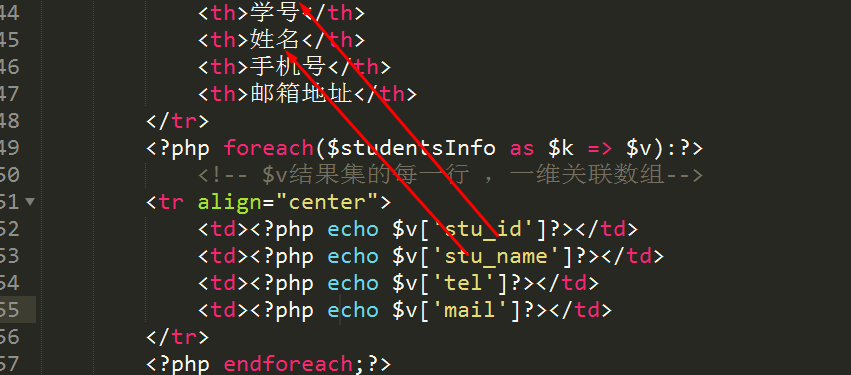 44 <th>学号</th>
45 <th>姓名</th>
46 <th>手机号</th>
47 <th>邮箱地址</th>
48 </tr>
49 <?php foreach($studentsInfo as $k => $v):?>
50 <!-- $v结果集的每一行 ，一维关联数组-->
51 <tr align="center">
52 <td><?php echo $v['stu_id']?></td>
53 <td><?php echo $v['stu_name']?></td>
54 <td><?php echo $v['tel']?></td>
55 <td><?php echo $v['mail']?></td>
56 </tr>
57 <?php endforeach;?>